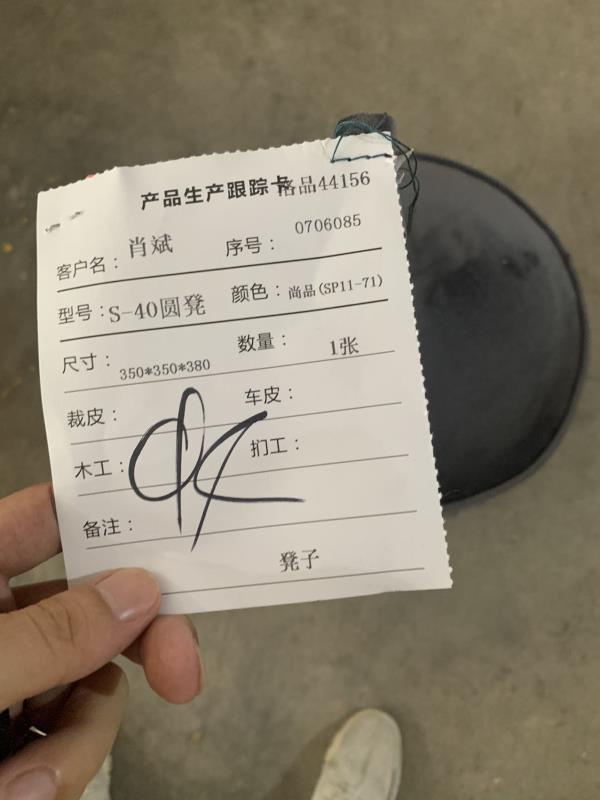 产品生产跟踪卡
洛品44156
客户名：肖斌 序号：0706085
型号：S-40圆凳 颜色：尚品(SP11-71)
尺寸：350*350*380 数量：1张
裁皮： 车皮：
木工： 扪工：
备注：
凳子